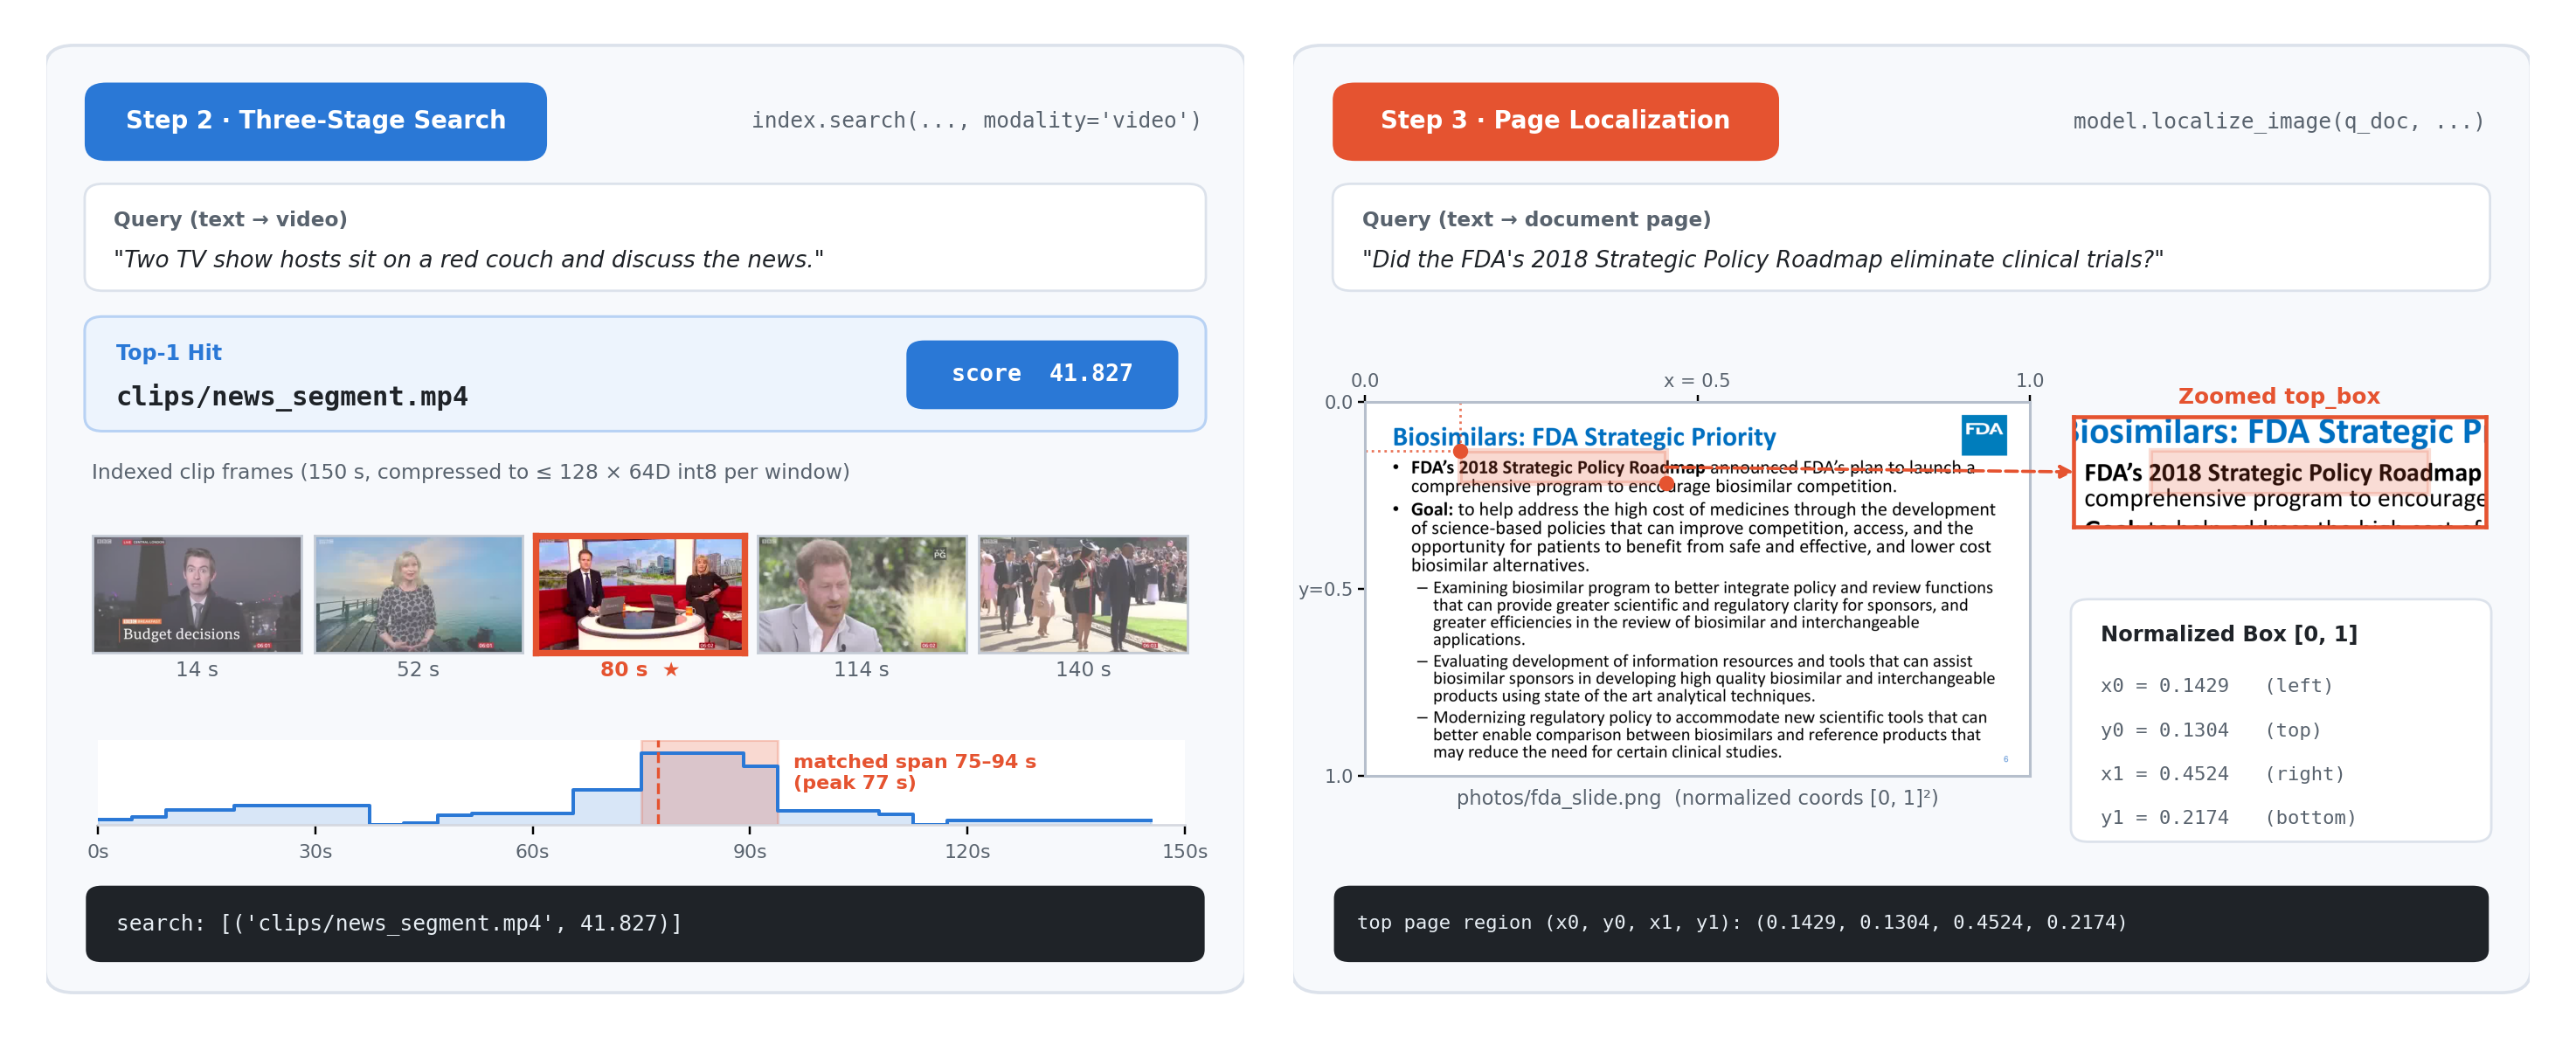 Step 2 · Three-Stage Search
index.search(..., modality='video')
Query (text → video)
"Two TV show hosts sit on a red couch and discuss the news."
Top-1 Hit
clips/news_segment.mp4
score 41.827
Indexed clip frames (150 s, compressed to ≤ 128 × 64D int8 per window)
Budget decisions
14 s
52 s
80 s ★
114 s
140 s
matched span 75–94 s
(peak 77 s)
0s
30s
60s
90s
120s
150s
search: [('clips/news_segment.mp4', 41.827)]
Step 3 · Page Localization
model.localize_image(q_doc, ...)
Query (text → document page)
"Did the FDA's 2018 Strategic Policy Roadmap eliminate clinical trials?"
0.0
x = 0.5
1.0
0.0
y=0.5
1.0
Biosimilars: FDA Strategic Priority
FDA
• FDA’s 2018 Strategic Policy Roadmap announced FDA’s plan to launch a
comprehensive program to encourage biosimilar competition.
• Goal: to help address the high cost of medicines through the development
of science-based policies that can improve competition, access, and the
opportunity for patients to benefit from safe and effective, and lower cost
biosimilar alternatives.
– Examining biosimilar program to better integrate policy and review functions
that can provide greater scientific and regulatory clarity for sponsors, and
greater efficiencies in the review of biosimilar and interchangeable
applications.
– Evaluating development of information resources and tools that can assist
biosimilar sponsors in developing high quality biosimilar and interchangeable
products using state of the art analytical techniques.
– Modernizing regulatory policy to accommodate new scientific tools that can
better enable comparison between biosimilars and reference products that
may reduce the need for certain clinical studies.
6
photos/fda_slide.png (normalized coords [0, 1]²)
Zoomed top_box
iosimilars: FDA Strategic P
FDA’s 2018 Strategic Policy Roadmap
comprehensive program to encourage
Normalized Box [0, 1]
x0 = 0.1429 (left)
y0 = 0.1304 (top)
x1 = 0.4524 (right)
y1 = 0.2174 (bottom)
top page region (x0, y0, x1, y1): (0.1429, 0.1304, 0.4524, 0.2174)